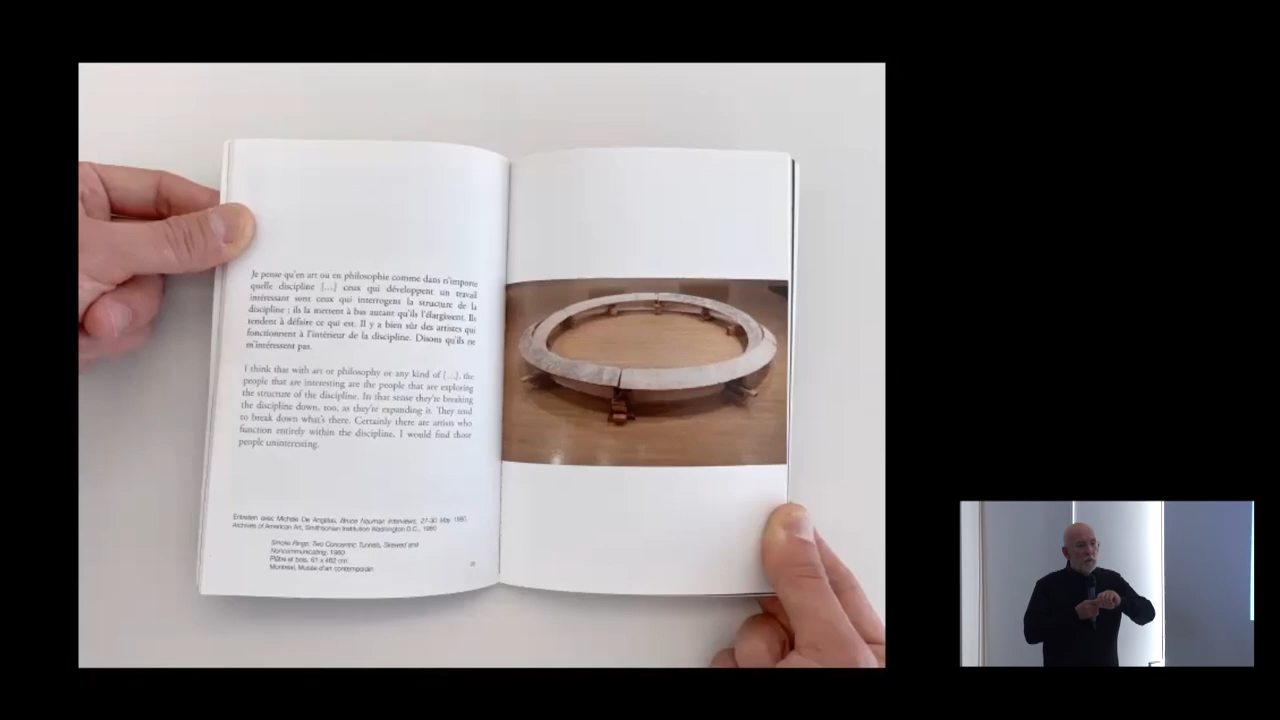 Je pense qu'en art ou en philosophie comme dans n'importe
quelle discipline [...] ceux qui développent un travail
intéressant sont ceux qui interrogent la structure de la
discipline ; ils la mettent à bas autant qu'ils l'élargissent. Ils
tendent à défaire ce qui est. Il y a bien sûr des artistes qui
fonctionnent à l'intérieur de la discipline. Disons qu'ils ne
m'intéressent pas.
I think that with art or philosophy or any kind of [...], the
people that are interesting are the people that are exploring
the structure of the discipline. In that sense they're breaking
the discipline down, too, as they're expanding it. They tend
to break down what's there. Certainly there are artists who
function entirely within the discipline, I would find those
people uninteresting.
Entretien avec Michele De Angelus, Bruce Nauman Interviews, 27-30 May 1980,
Archives of American Art, Smithsonian Institution Washington D.C., 1980
Smoke Rings: Two Concentric Tunnels, Skewed and
Noncommunicating, 1980
Plâtre et bois, 61 x 462 cm
Montreal, Musée d'art contemporain